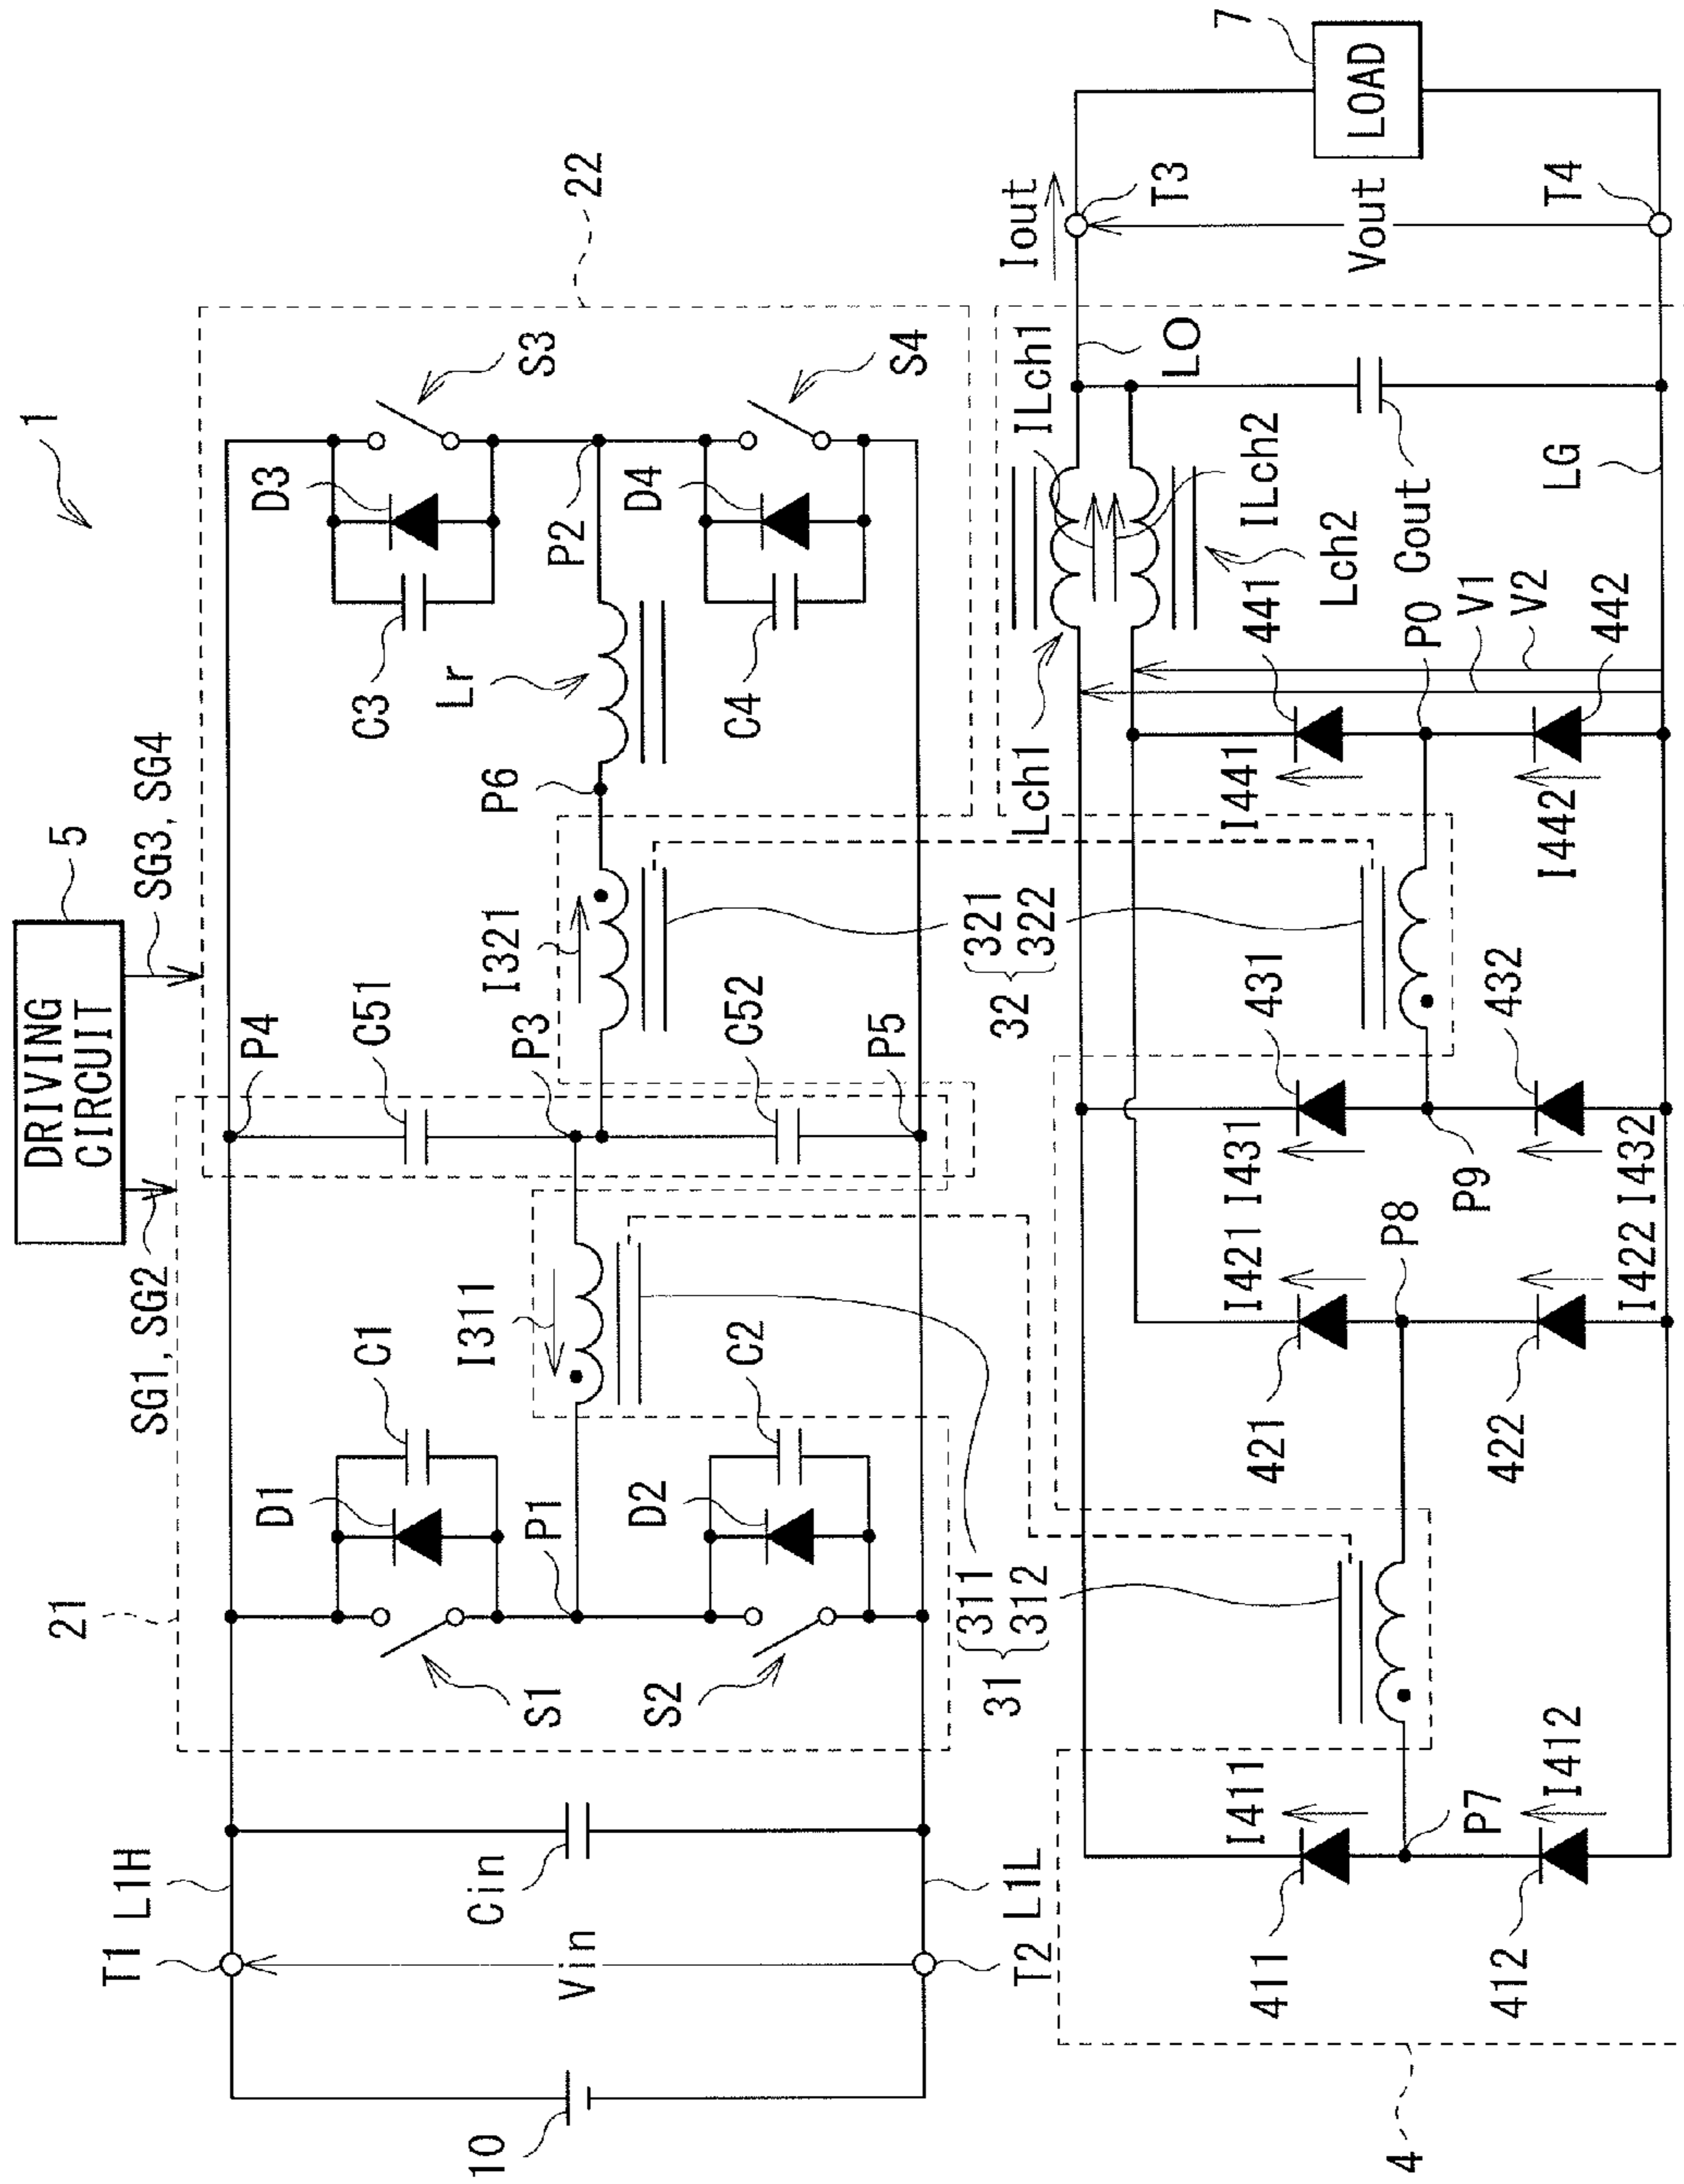 1
DRIVING
CIRCUIT
5
SG1, SG2
SG3, SG4
21
22
T1
L1H
P4
D1
C1
C51
D3
S3
C3
S1
P1
I311
P3
I321
P6
Lr
P2
10
Vin
Cin
S2
D2
C2
C52
C4
D4
S4
P5
T2
L1L
31
311
312
32
321
322
Lch1
ILch1
Iout
LO
T3
7
LOAD
Vout
T4
ILch2
Lch2
Cout
LG
411
I411
421
I421
I431
431
I441
441
P0
V1
V2
P7
P8
P9
412
I412
422
I422
I432
432
I442
442
4